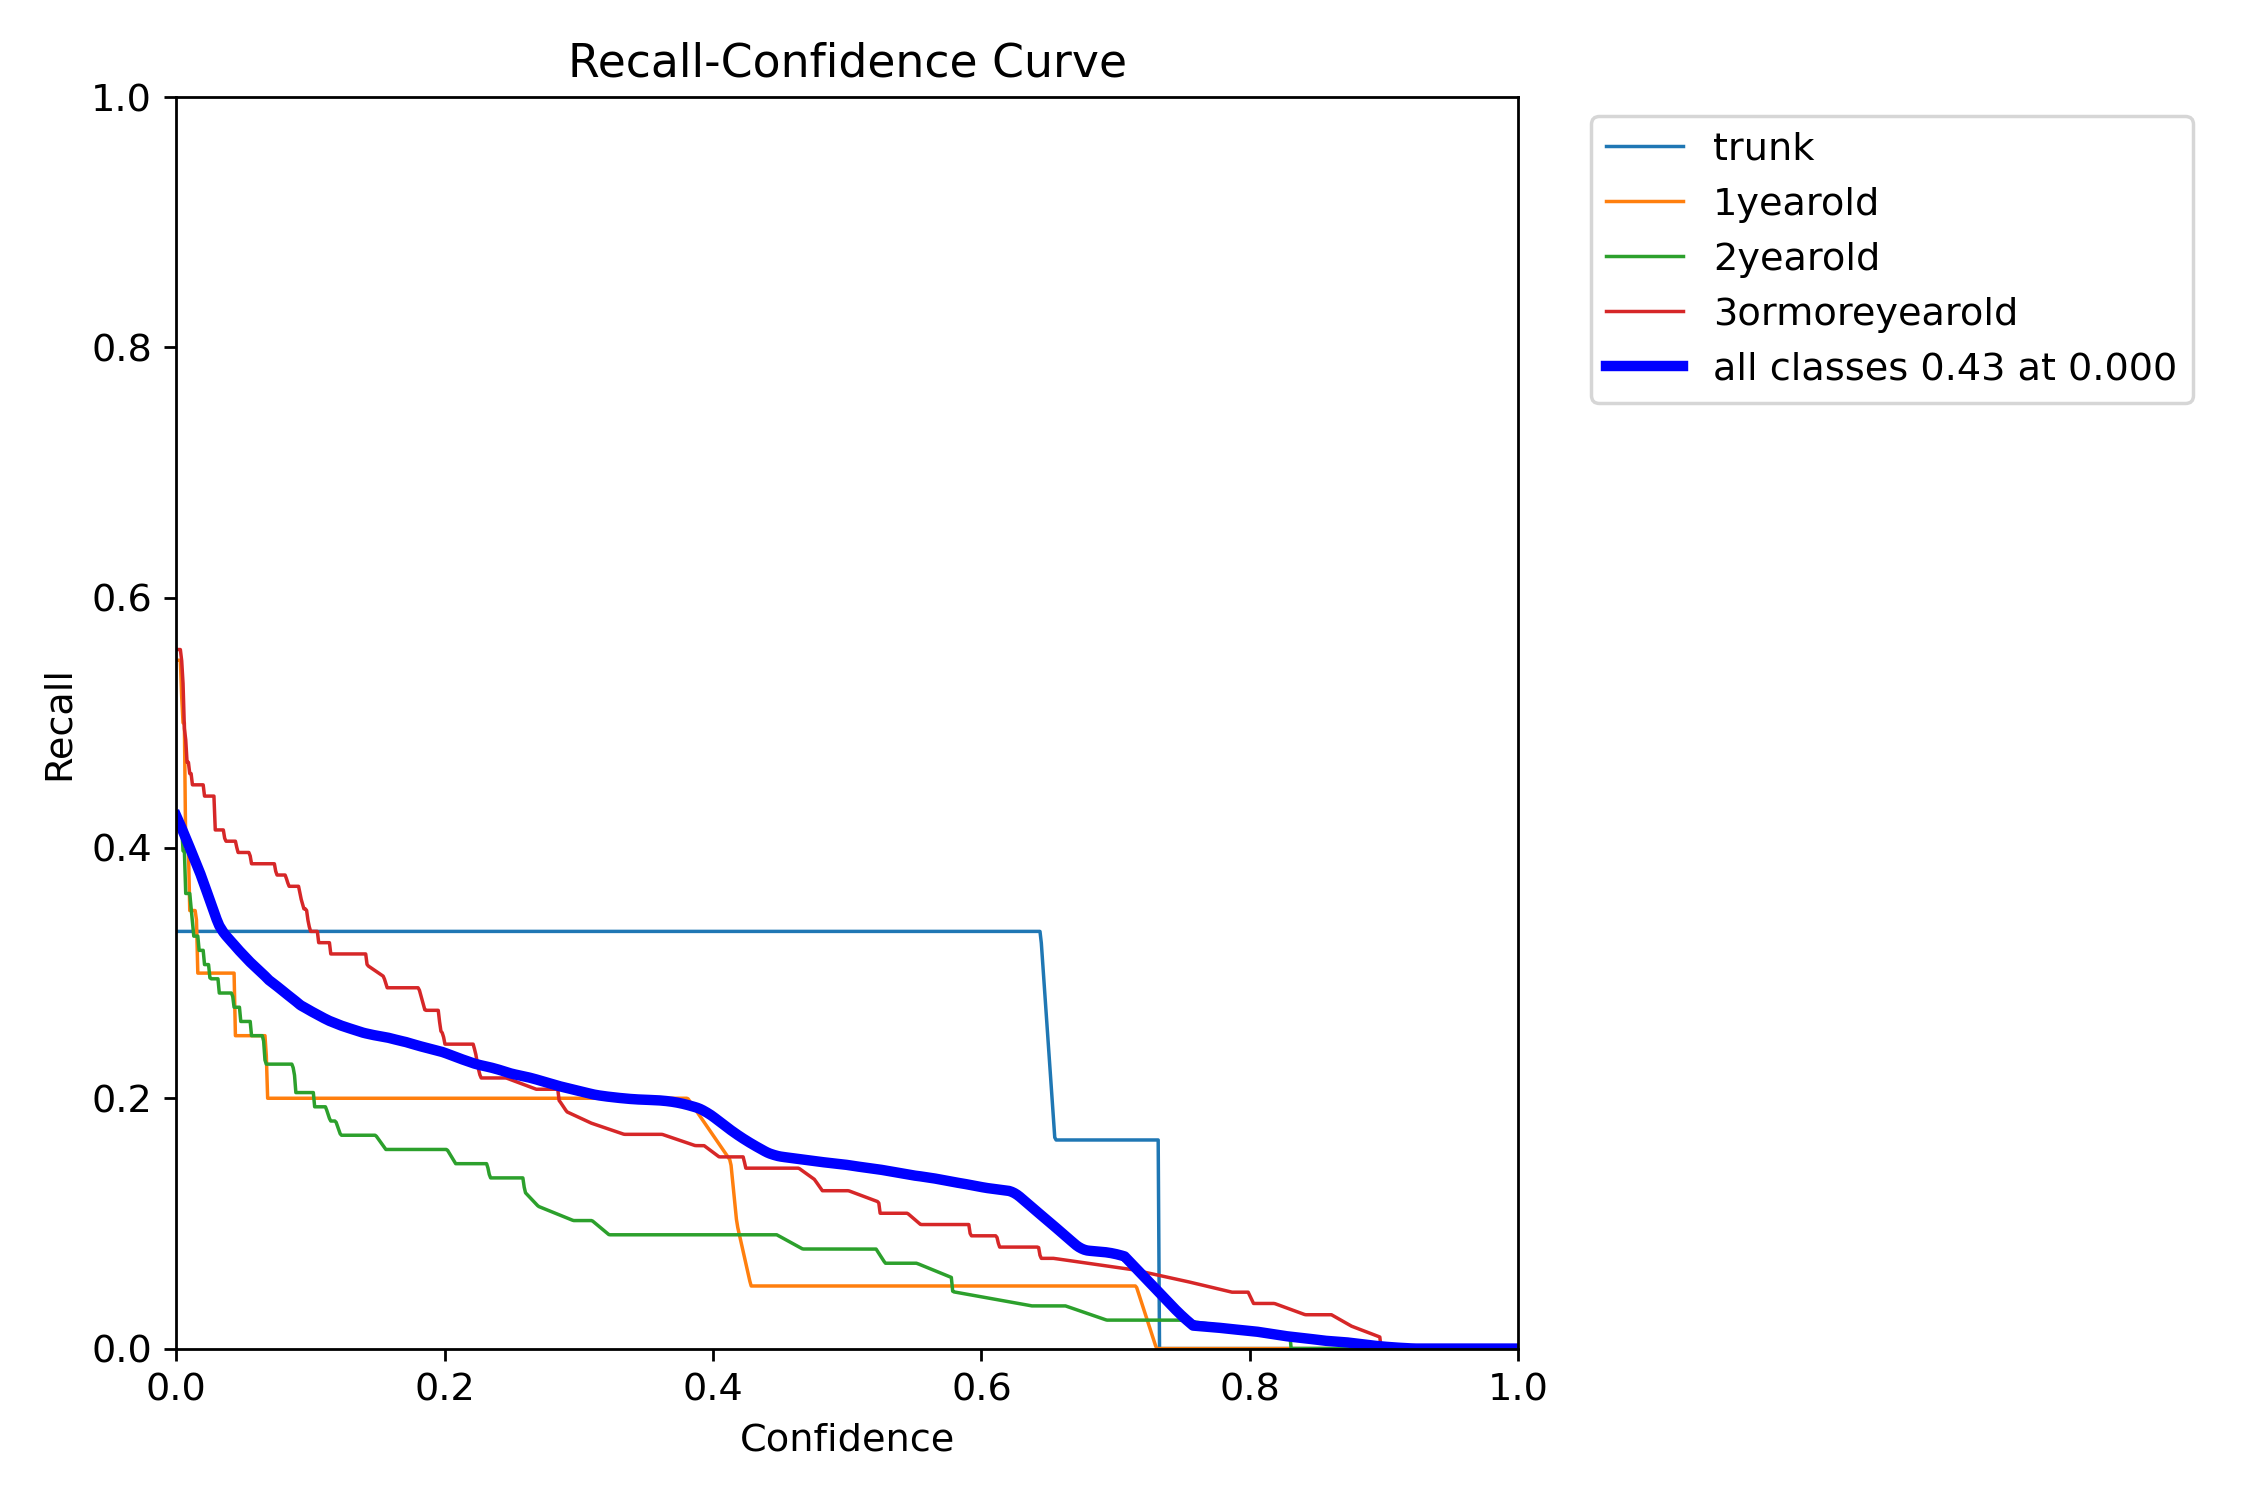 Recall-Confidence Curve
1.0
0.8
0.6
0.4
0.2
0.0
Recall
0.0 0.2 0.4 0.6 0.8 1.0
Confidence
trunk
1yearold
2yearold
3ormoreyearold
all classes 0.43 at 0.000